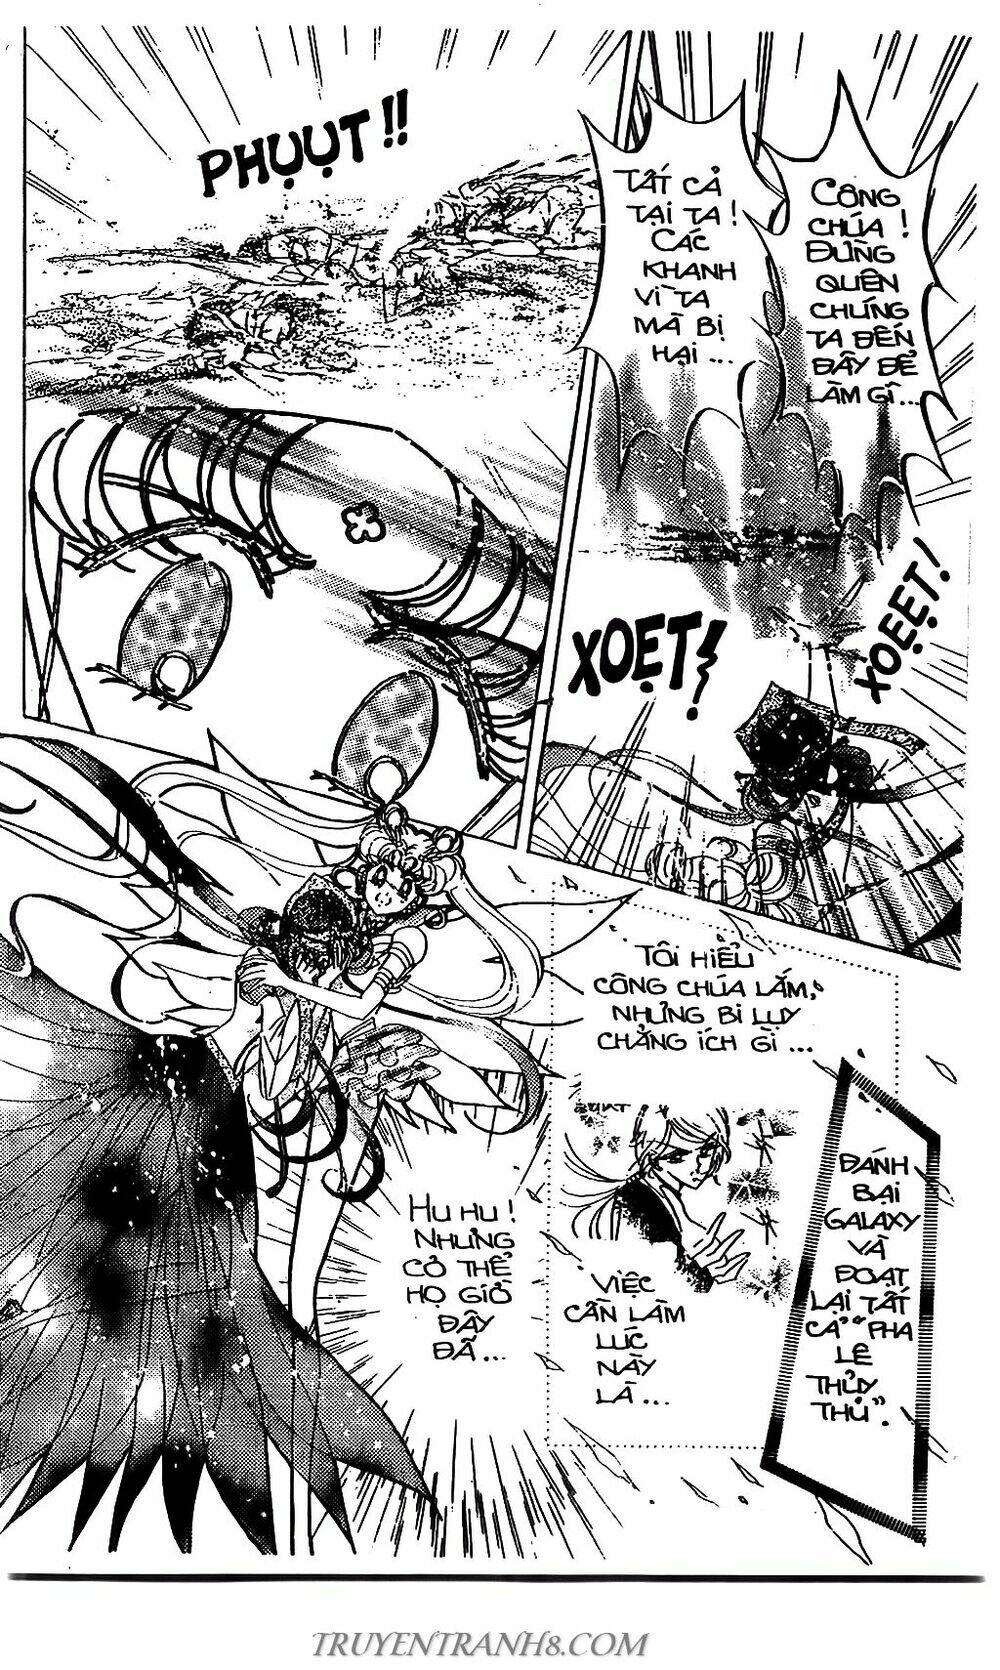 PHỤỤT!!
TẤT CẢ
TẠI TA!
CÁC
KHANH
VÌ TA
MÀ BỊ
HẠI...
CÔNG
CHÚA!
ĐỪNG
QUÊN
CHÚNG
TA ĐẾN
ĐÂY ĐỂ
LÀM GÌ...
XOẸT!
XOẸẸT!
TÔI HIỂU
CÔNG CHÚA LẮM,
NHƯNG BI LỤY
CHẲNG ÍCH GÌ...
HU HU!
NHƯNG
CÓ THỂ
HỌ GIỜ
ĐÂY
ĐÃ...
VIỆC
CẦN LÀM
LÚC
NÀY
LÀ...
ĐÁNH
BẠI
GALAXY
VÀ
ĐOẠT
LẠI TẤT
CẢ "PHA
LÊ
THỦY
THỦ".
TRUYENTRANH8.COM